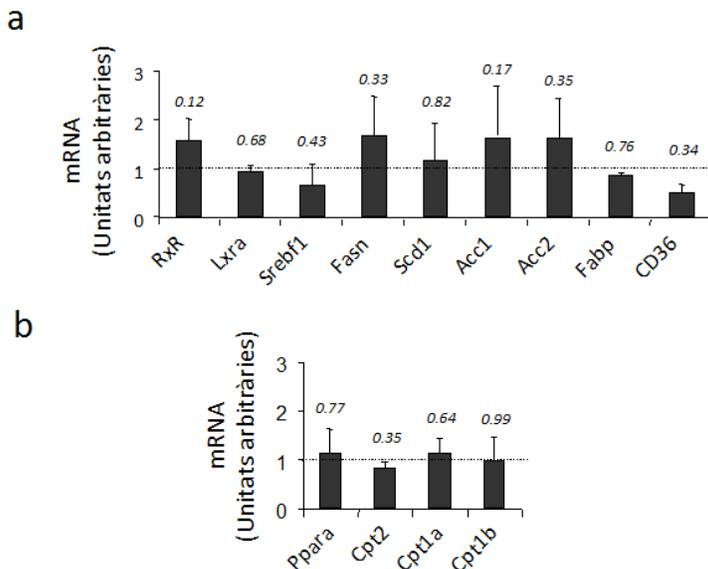 a
mRNA
(Unitats arbitràries)
3
2
1
0
0.12
0.68
0.43
0.33
0.82
0.17
0.35
0.76
0.34
RxR
Lxra
Srebf1
Fasn
Scd1
Acc1
Acc2
Fabp
CD36
b
mRNA
(Unitats arbitràries)
3
2
1
0
0.77
0.35
0.64
0.99
Ppara
Cpt2
Cpt1a
Cpt1b